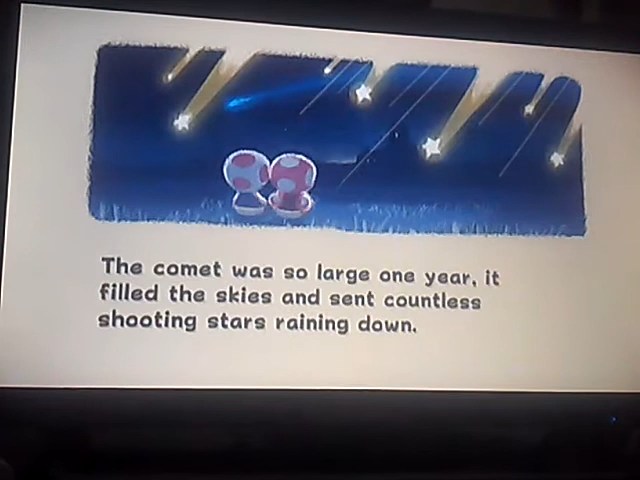 The comet was so large one year, it
filled the skies and sent countless
shooting stars raining down.